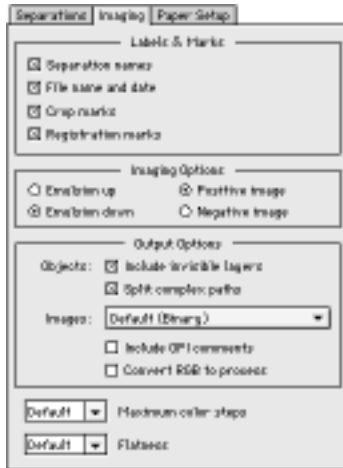 Separations Imaging Paper Setup
Labels & Marks
Separation names
File name and date
Crop marks
Registration marks
Imaging Options
Emulsion up
Positive image
Emulsion down
Negative image
Output Options
Objects: Include invisible layers
Split complex paths
Images: Default (Binary)
Include OPI comments
Convert RGB to process
Default Maximum color steps
Default Flatness